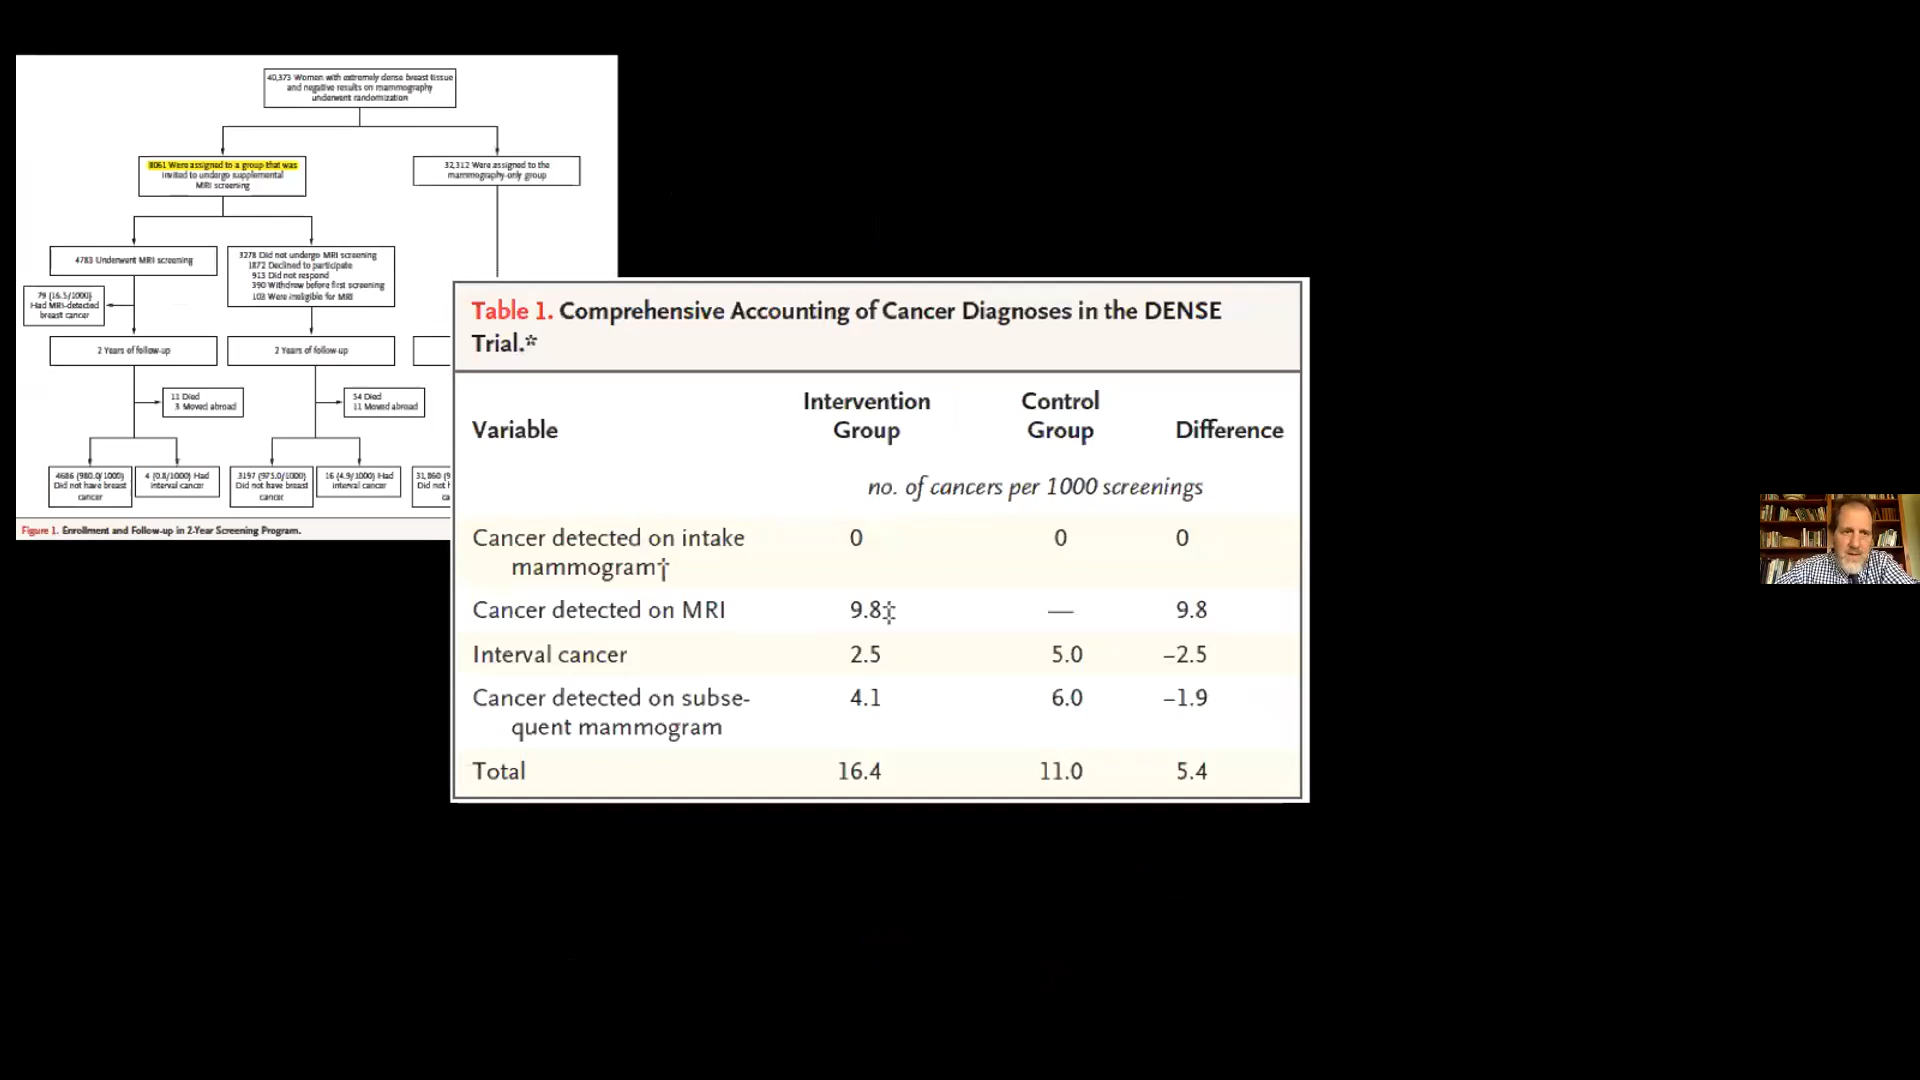 40,373 Women with extremely dense breast tissue
and negative results on mammography
underwent randomization
8061 Were assigned to a group that was
invited to undergo supplemental
MRI screening
32,312 Were assigned to the
mammography-only group
4783 Underwent MRI screening
3278 Did not undergo MRI screening
1872 Declined to participate
913 Did not respond
390 Withdrew before first screening
103 Were ineligible for MRI
79 (16.5/1000)
Had MRI-detected
breast cancer
2 Years of follow-up
2 Years of follow-up
11 Died
3 Moved abroad
54 Died
11 Moved abroad
4686 (980.0/1000)
Did not have breast
cancer
4 (0.8/1000) Had
interval cancer
3197 (975.0/1000)
Did not have breast
cancer
16 (4.9/1000) Had
interval cancer
31,860 (9
Did not h
ca
Figure 1. Enrollment and Follow-up in 2-Year Screening Program.
Table 1. Comprehensive Accounting of Cancer Diagnoses in the DENSE
Trial.*
Variable Intervention Group Control Group Difference
no. of cancers per 1000 screenings
Cancer detected on intake
mammogram† 0 0 0
Cancer detected on MRI 9.8‡ — 9.8
Interval cancer 2.5 5.0 –2.5
Cancer detected on subse-
quent mammogram 4.1 6.0 –1.9
Total 16.4 11.0 5.4